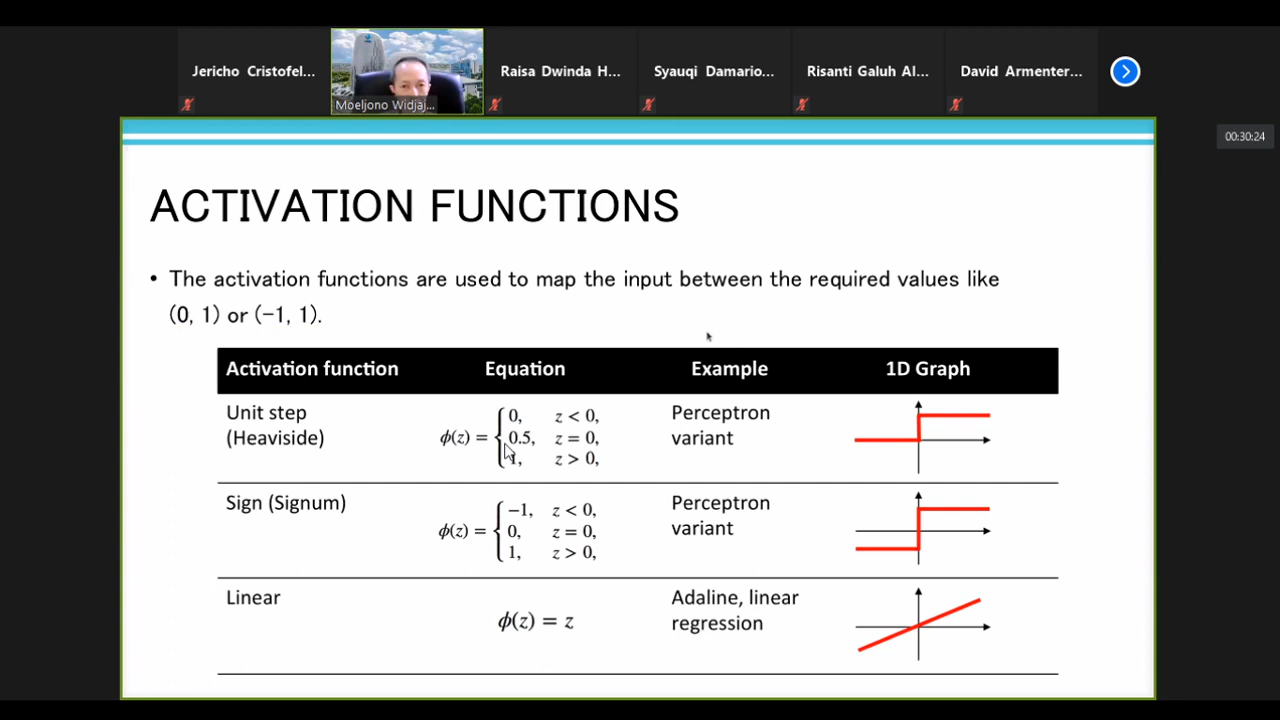 Jericho Cristofel...
Moeljono Widjaj...
Raisa Dwinda H...
Syauqi Damario...
Risanti Galuh Al...
David Armenter...
00:30:24
ACTIVATION FUNCTIONS
• The activation functions are used to map the input between the required values like
(0, 1) or (−1, 1).
Activation function Equation Example 1D Graph
Unit step
(Heaviside)
ϕ(z) = { 0, z < 0,
0.5, z = 0,
1, z > 0,
Perceptron
variant
Sign (Signum)
ϕ(z) = { −1, z < 0,
0, z = 0,
1, z > 0,
Perceptron
variant
Linear
ϕ(z) = z
Adaline, linear
regression